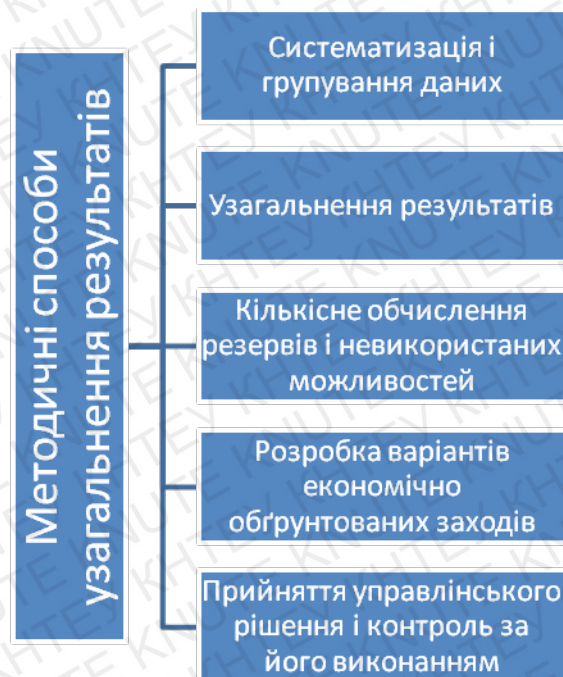 Методичні способи
узагальнення результатів
Систематизація і
групування даних
Узагальнення результатів
Кількісне обчислення
резервів і невикористаних
можливостей
Розробка варіантів
економічно
обґрунтованих заходів
Прийняття управлінського
рішення і контроль за
його виконанням